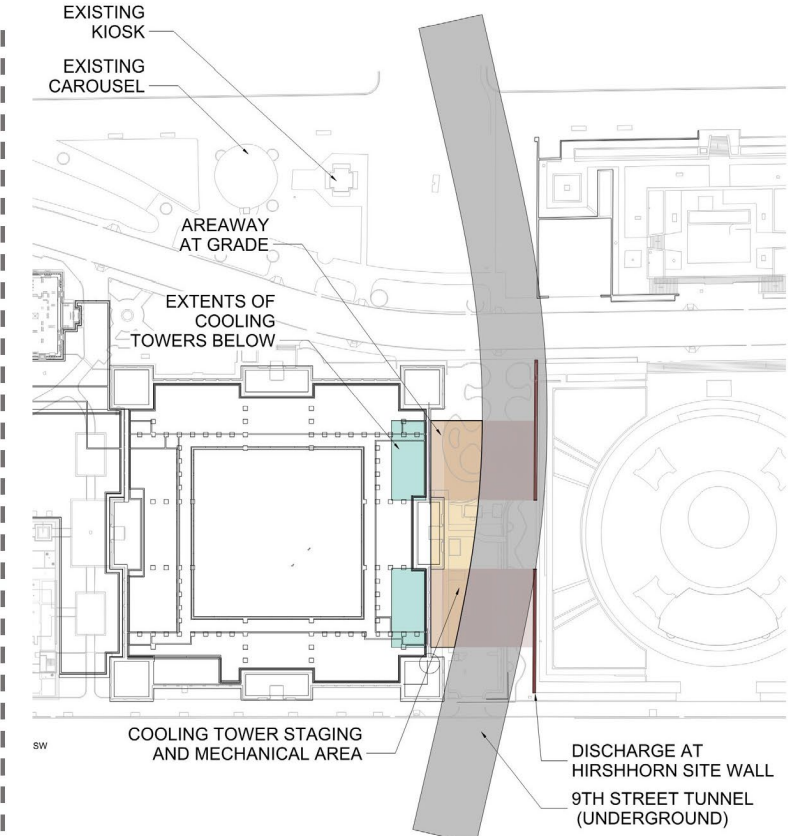 EXISTING
KIOSK
EXISTING
CAROUSEL
AREAWAY
AT GRADE
EXTENTS OF
COOLING
TOWERS BELOW
SW
COOLING TOWER STAGING
AND MECHANICAL AREA
DISCHARGE AT
HIRSHHORN SITE WALL
9TH STREET TUNNEL
(UNDERGROUND)